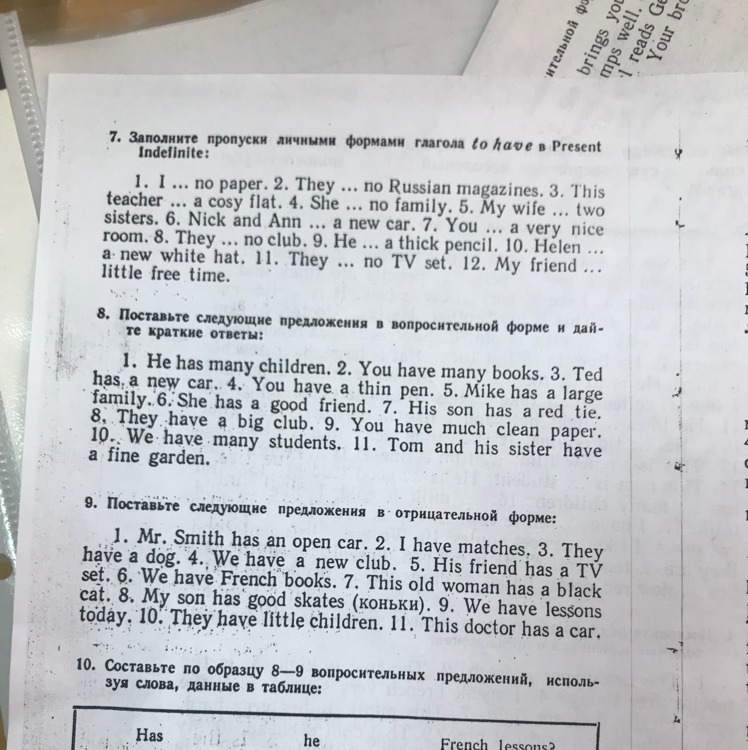 ительной фо
brings you
mps well.
l reads Ge
Your bro
7. Заполните пропуски личными формами глагола to have в Present
Indefinite:
1. I ... no paper. 2. They ... no Russian magazines. 3. This
teacher ... a cosy flat. 4. She ... no family. 5. My wife ... two
sisters. 6. Nick and Ann ... a new car. 7. You ... a very nice
room. 8. They ... no club. 9. He ... a thick pencil. 10. Helen ...
a new white hat. 11. They ... no TV set. 12. My friend ...
little free time.
8. Поставьте следующие предложения в вопросительной форме и дай-
те краткие ответы:
1. He has many children. 2. You have many books. 3. Ted
has a new car. 4. You have a thin pen. 5. Mike has a large
family. 6. She has a good friend. 7. His son has a red tie.
8. They have a big club. 9. You have much clean paper.
10. We have many students. 11. Tom and his sister have
a fine garden.
9. Поставьте следующие предложения в отрицательной форме:
1. Mr. Smith has an open car. 2. I have matches. 3. They
have a dog. 4. We have a new club. 5. His friend has a TV
set. 6. We have French books. 7. This old woman has a black
cat. 8. My son has good skates (коньки). 9. We have lessons
today. 10. They have little children. 11. This doctor has a car.
10. Составьте по образцу 8—9 вопросительных предложений, исполь-
зуя слова, данные в таблице:
Has he French lessons?